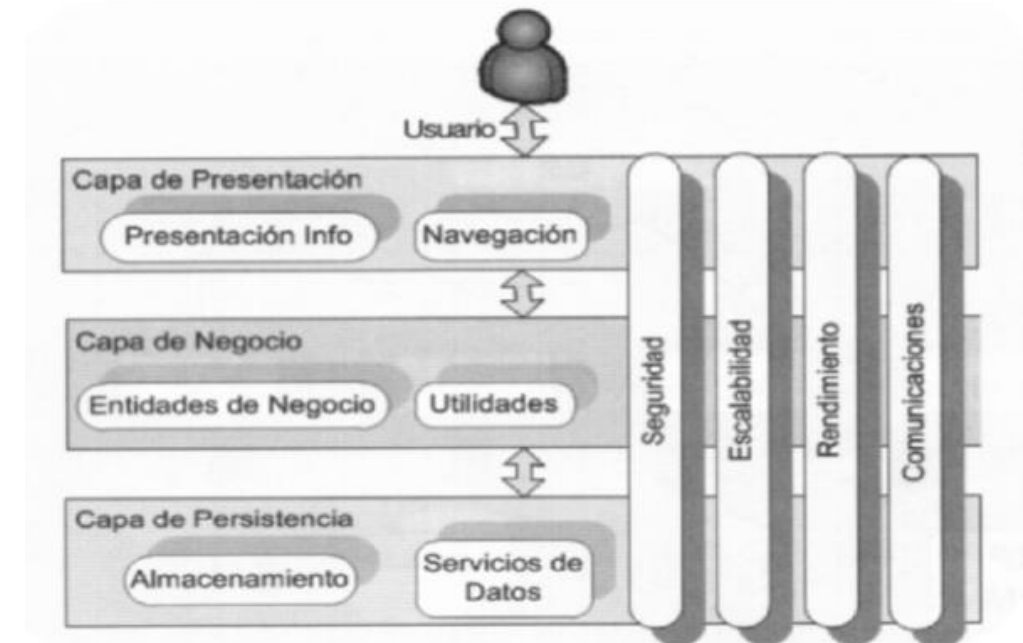 Usuario
Capa de Presentación
Presentación Info
Navegación
Capa de Negocio
Entidades de Negocio
Utilidades
Capa de Persistencia
Almacenamiento
Servicios de
Datos
Seguridad
Escalabilidad
Rendimiento
Comunicaciones